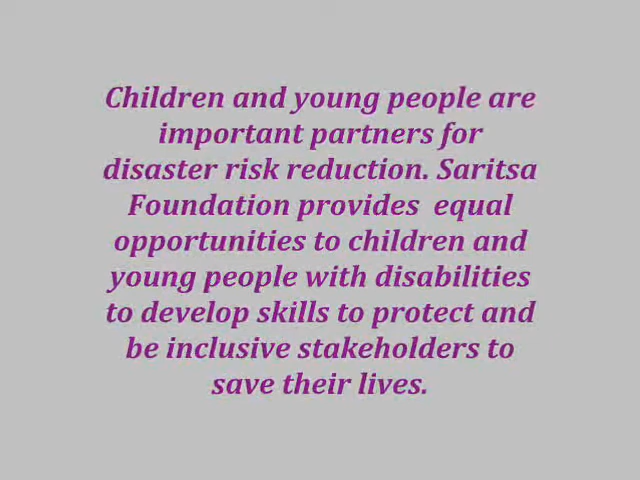 Children and young people are
important partners for
disaster risk reduction. Saritsa
Foundation provides  equal
opportunities to children and
young people with disabilities
to develop skills to protect and
be inclusive stakeholders to
save their lives.